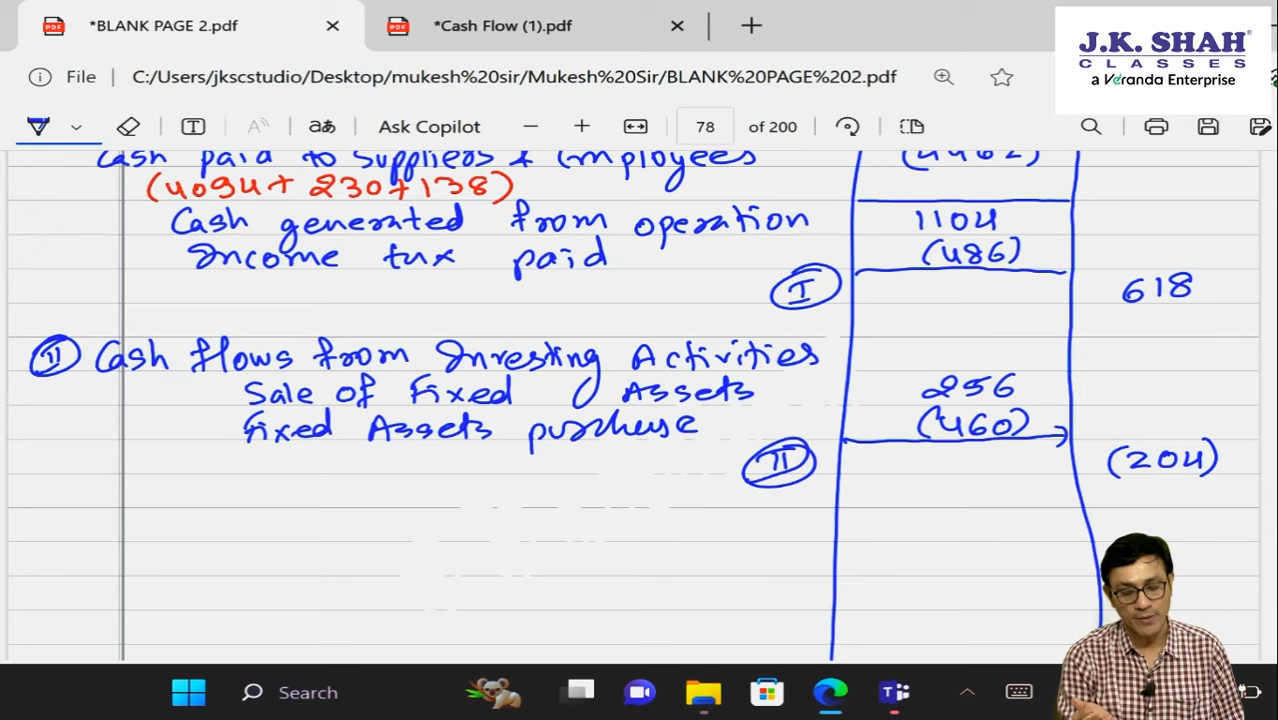 *BLANK PAGE 2.pdf
*Cash Flow (1).pdf
J.K. SHAH®
CLASSES
a Veranda Enterprise
File C:/Users/jkscstudio/Desktop/mukesh%20sir/Mukesh%20Sir/BLANK%20PAGE%202.pdf
aあ Ask Copilot 78 of 200
Cash paid to Suppliers & Employees (4462)
(4094 + 230 + 138)
Cash generated from operation 1104
Income tax paid (486)
I 618
II Cash flows from Investing Activities
Sale of Fixed Assets 256
Fixed Assets purchase (460)
II (204)
Search